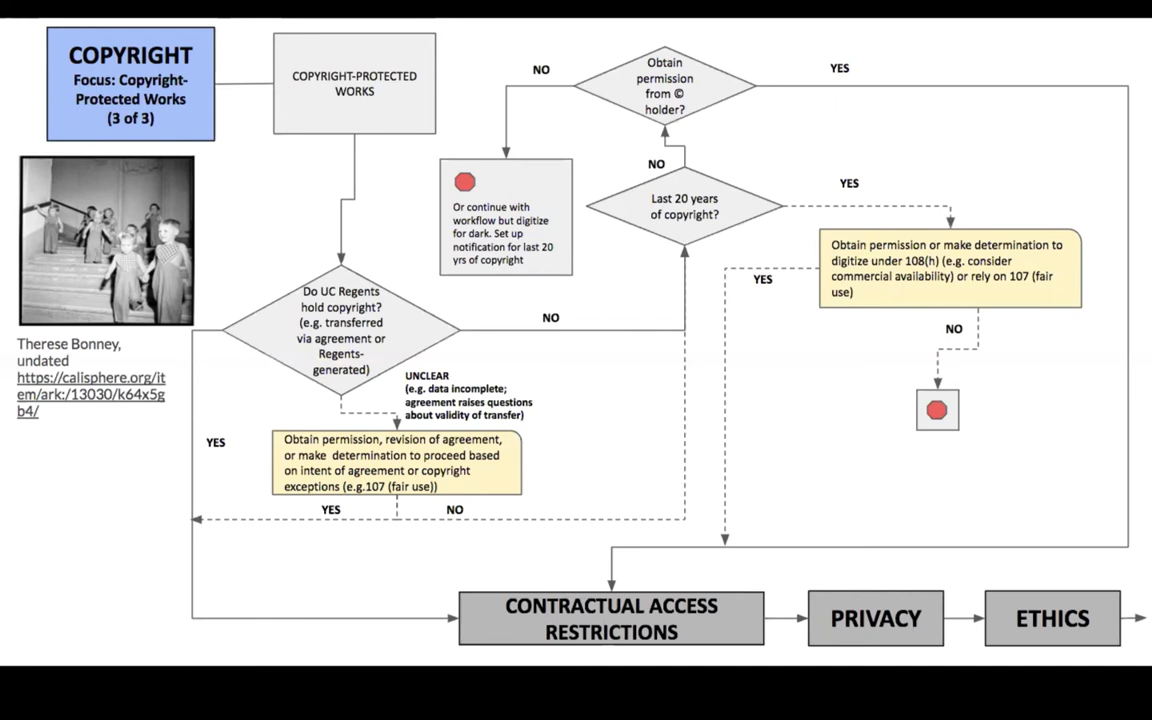 COPYRIGHT
Focus: Copyright-
Protected Works
(3 of 3)
COPYRIGHT-PROTECTED
WORKS
NO
Obtain
permission
from ©
holder?
YES
Or continue with
workflow but digitize
for dark. Set up
notification for last 20
yrs of copyright
NO
Last 20 years
of copyright?
YES
Obtain permission or make determination to
digitize under 108(h) (e.g. consider
commercial availability) or rely on 107 (fair
use)
YES
NO
Therese Bonney,
undated
https://calisphere.org/it
em/ark:/13030/k64x5g
b4/
Do UC Regents
hold copyright?
(e.g. transferred
via agreement or
Regents-
generated)
NO
UNCLEAR
(e.g. data incomplete;
agreement raises questions
about validity of transfer)
YES
Obtain permission, revision of agreement,
or make determination to proceed based
on intent of agreement or copyright
exceptions (e.g.107 (fair use))
YES
NO
CONTRACTUAL ACCESS
RESTRICTIONS
PRIVACY
ETHICS